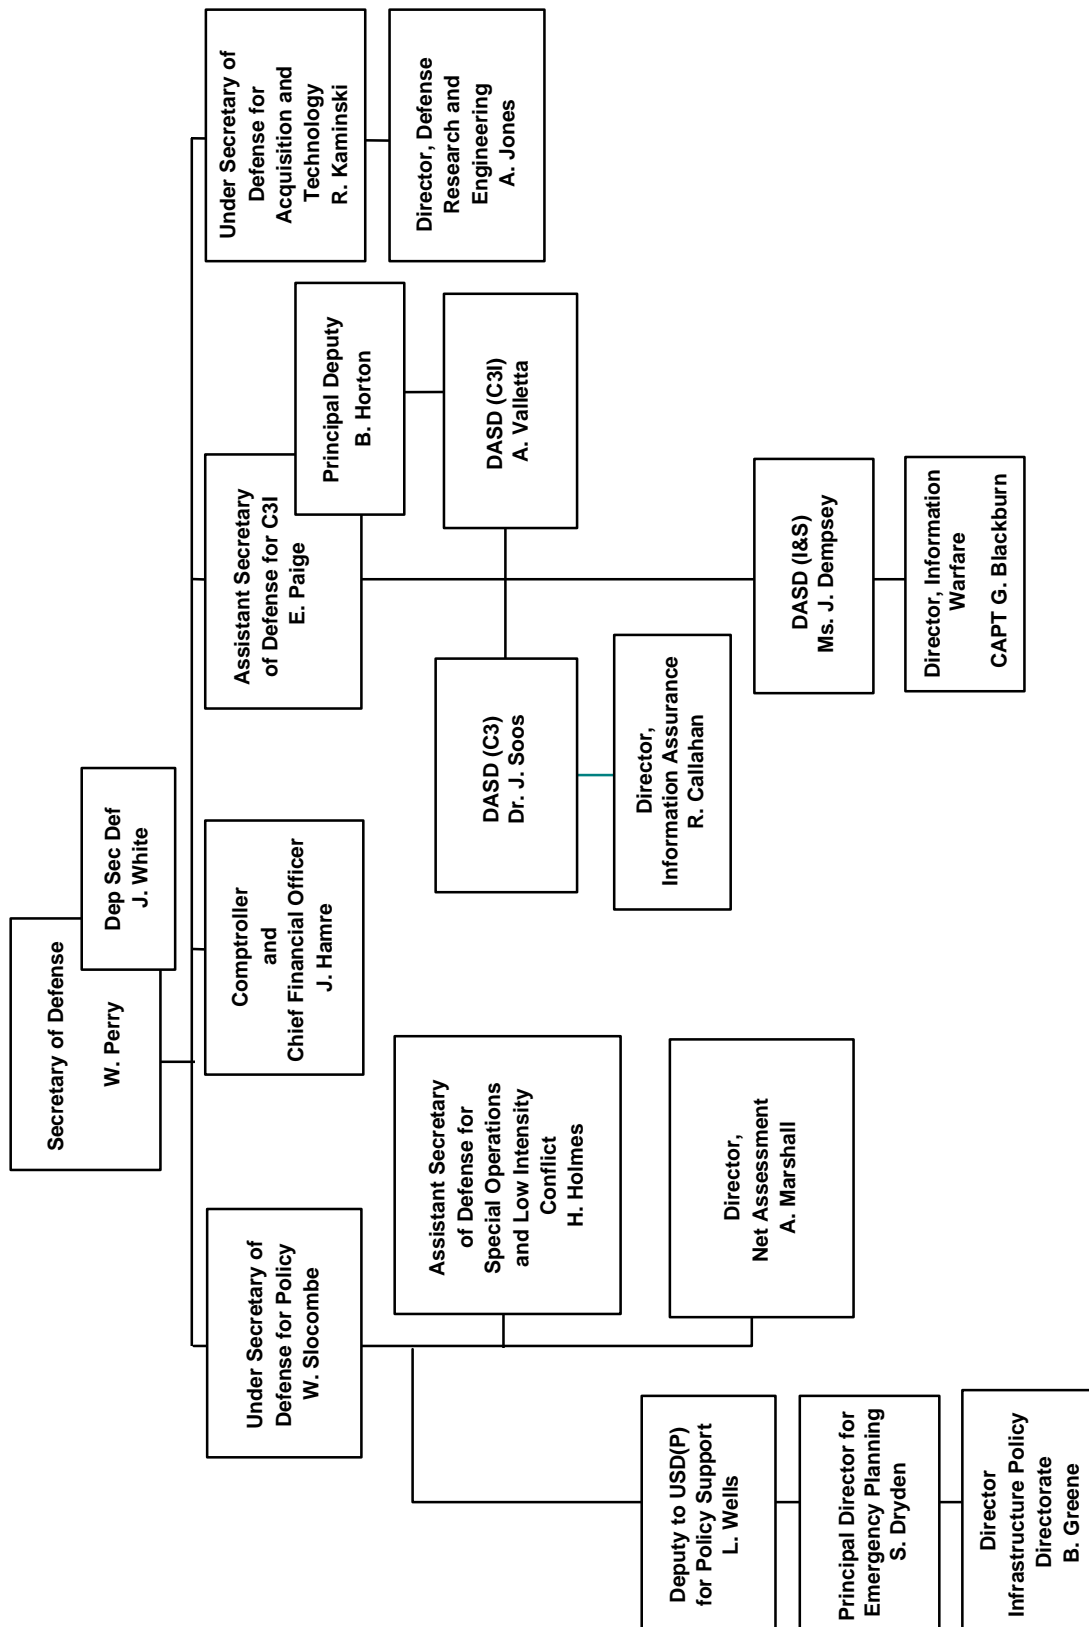 Secretary of Defense
W. Perry
Dep Sec Def
J. White
Under Secretary of
Defense for Policy
W. Slocombe
Comptroller
and
Chief Financial Officer
J. Hamre
Assistant Secretary
of Defense for C3I
E. Paige
Principal Deputy
B. Horton
Under Secretary of
Defense for
Acquisition and
Technology
R. Kaminski
Director, Defense
Research and
Engineering
A. Jones
Assistant Secretary
of Defense for
Special Operations
and Low Intensity
Conflict
H. Holmes
Director,
Net Assessment
A. Marshall
Deputy to USD(P)
for Policy Support
L. Wells
Principal Director for
Emergency Planning
S. Dryden
Director
Infrastructure Policy
Directorate
B. Greene
DASD (C3)
Dr. J. Soos
Director,
Information Assurance
R. Callahan
DASD (C3I)
A. Valletta
DASD (I&S)
Ms. J. Dempsey
Director, Information
Warfare
CAPT G. Blackburn